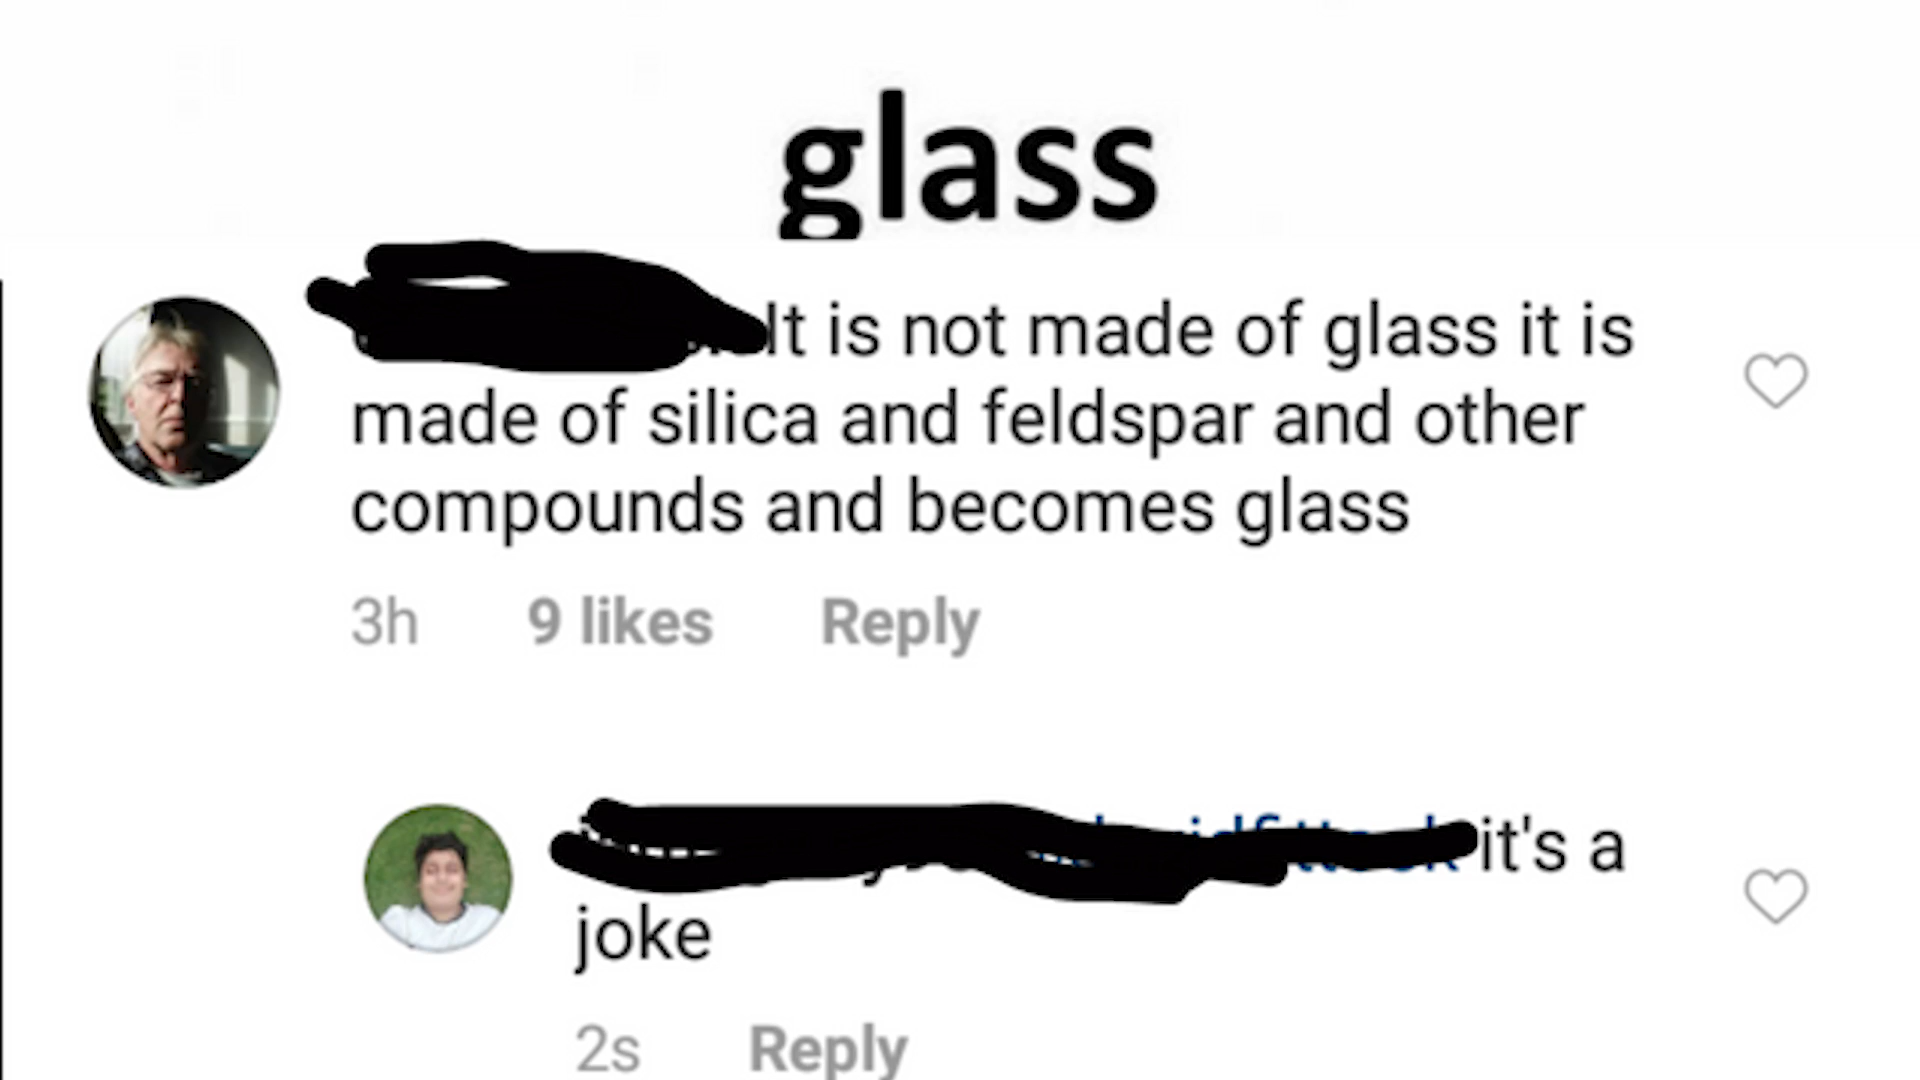 glass
It is not made of glass it is
made of silica and feldspar and other
compounds and becomes glass
3h 9 likes Reply
it's a
joke
2s Reply